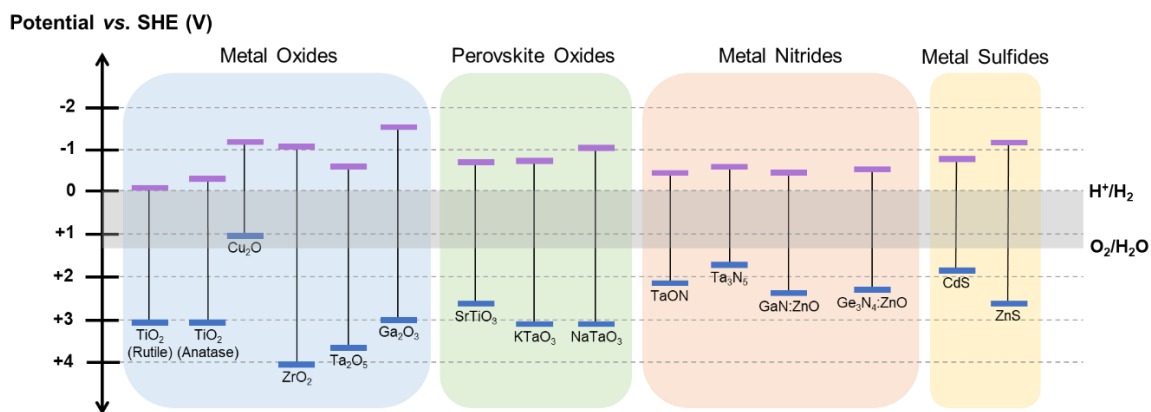 Potential vs. SHE (V)
Metal Oxides
Perovskite Oxides
Metal Nitrides
Metal Sulfides
-2
-1
0
+1
+2
+3
+4
H⁺/H₂
O₂/H₂O
TiO₂
(Rutile)
TiO₂
(Anatase)
Cu₂O
ZrO₂
Ta₂O₅
Ga₂O₃
SrTiO₃
KTaO₃
NaTaO₃
TaON
Ta₃N₅
GaN:ZnO
Ge₃N₄:ZnO
CdS
ZnS